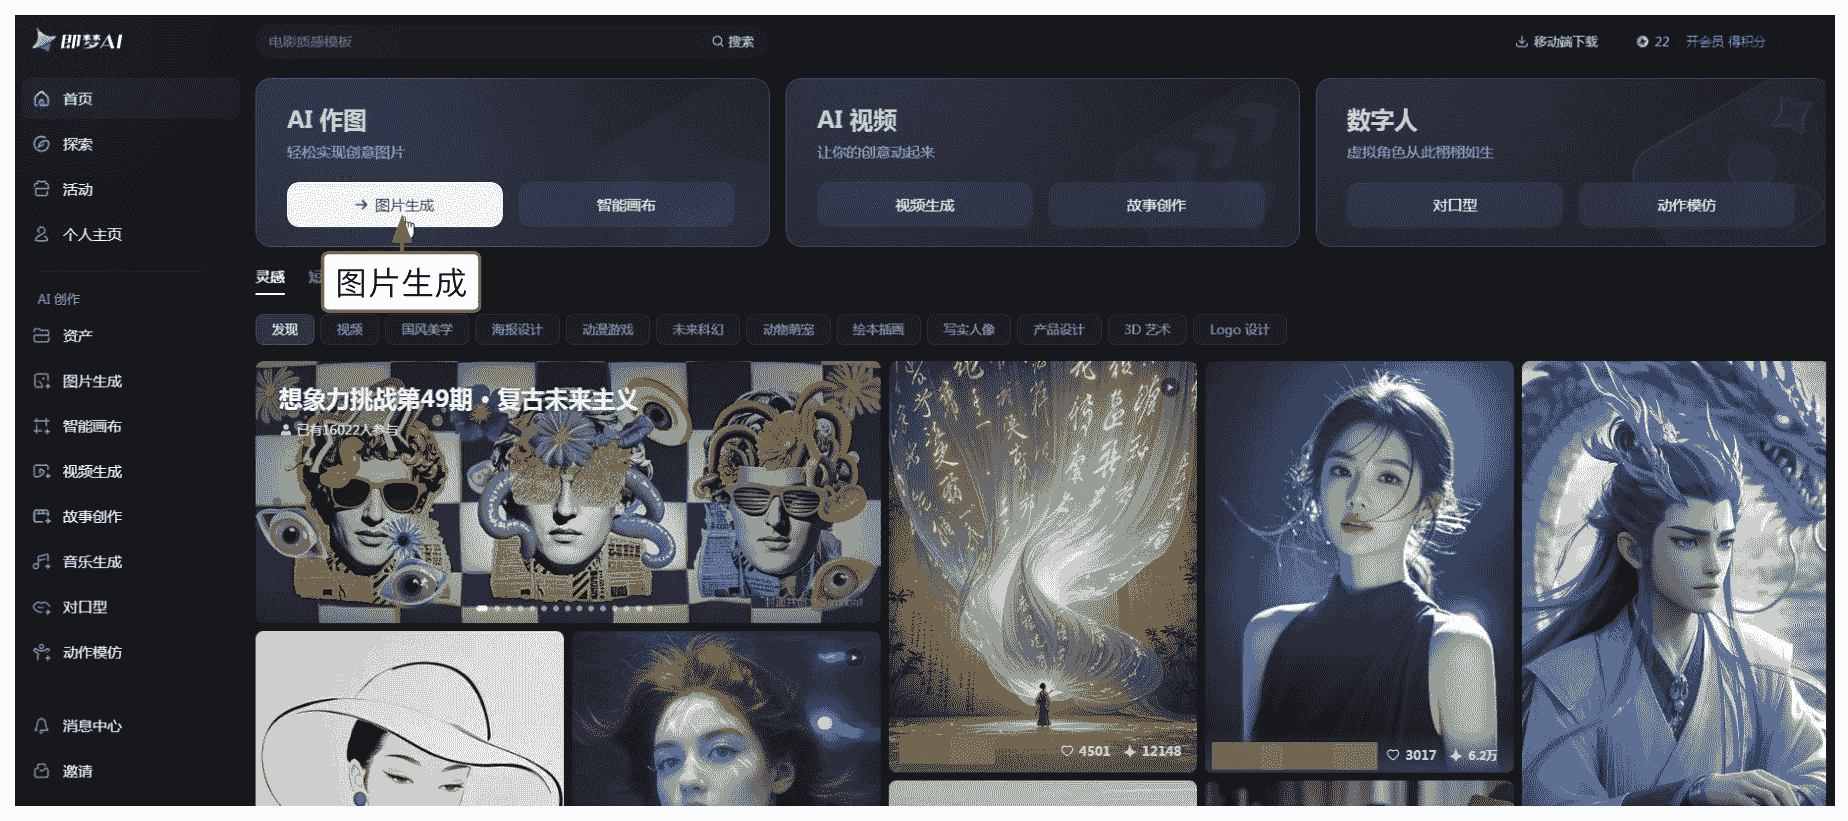 即梦AI
电影质感模板
搜索
移动端下载
22
开会员 得积分
首页
探索
活动
个人主页
AI 创作
资产
图片生成
智能画布
视频生成
故事创作
音乐生成
对口型
动作模仿
消息中心
邀请
AI 作图
轻松实现创意图片
图片生成
智能画布
AI 视频
让你的创意动起来
视频生成
故事创作
数字人
虚拟角色从此栩栩如生
对口型
动作模仿
图片生成
灵感
短
发现
视频
国风美学
海报设计
动漫游戏
未来科幻
动物萌宠
绘本插画
写实人像
产品设计
3D 艺术
Logo 设计
想象力挑战第49期·复古未来主义
已有16022人参与
4501
12148
3017
6.2万